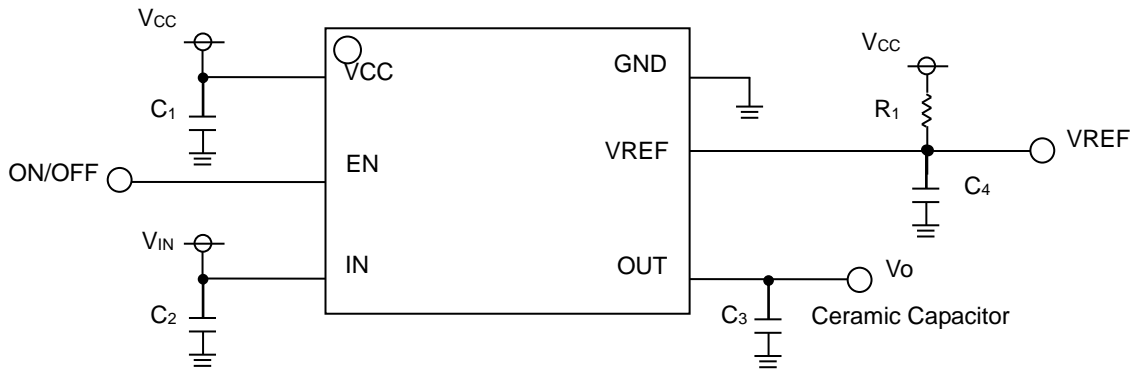 VCC
VCC
GND
VCC
C1
R1
VREF
VREF
EN
ON/OFF
C4
VIN
IN
OUT
Vo
C2
C3
Ceramic Capacitor